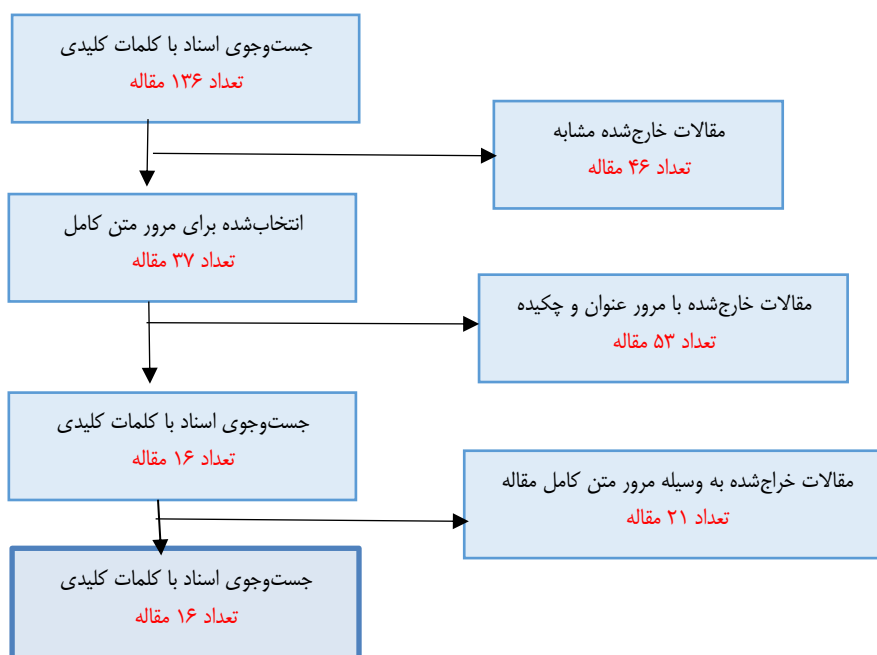 جست‌وجوی اسناد با کلمات کلیدی
تعداد ۱۳۶ مقاله
مقالات خارج‌شده مشابه
تعداد ۴۶ مقاله
انتخاب‌شده برای مرور متن کامل
تعداد ۳۷ مقاله
مقالات خارج‌شده با مرور عنوان و چکیده
تعداد ۵۳ مقاله
جست‌وجوی اسناد با کلمات کلیدی
تعداد ۱۶ مقاله
مقالات خراج‌شده به وسیله مرور متن کامل مقاله
تعداد ۲۱ مقاله
جست‌وجوی اسناد با کلمات کلیدی
تعداد ۱۶ مقاله